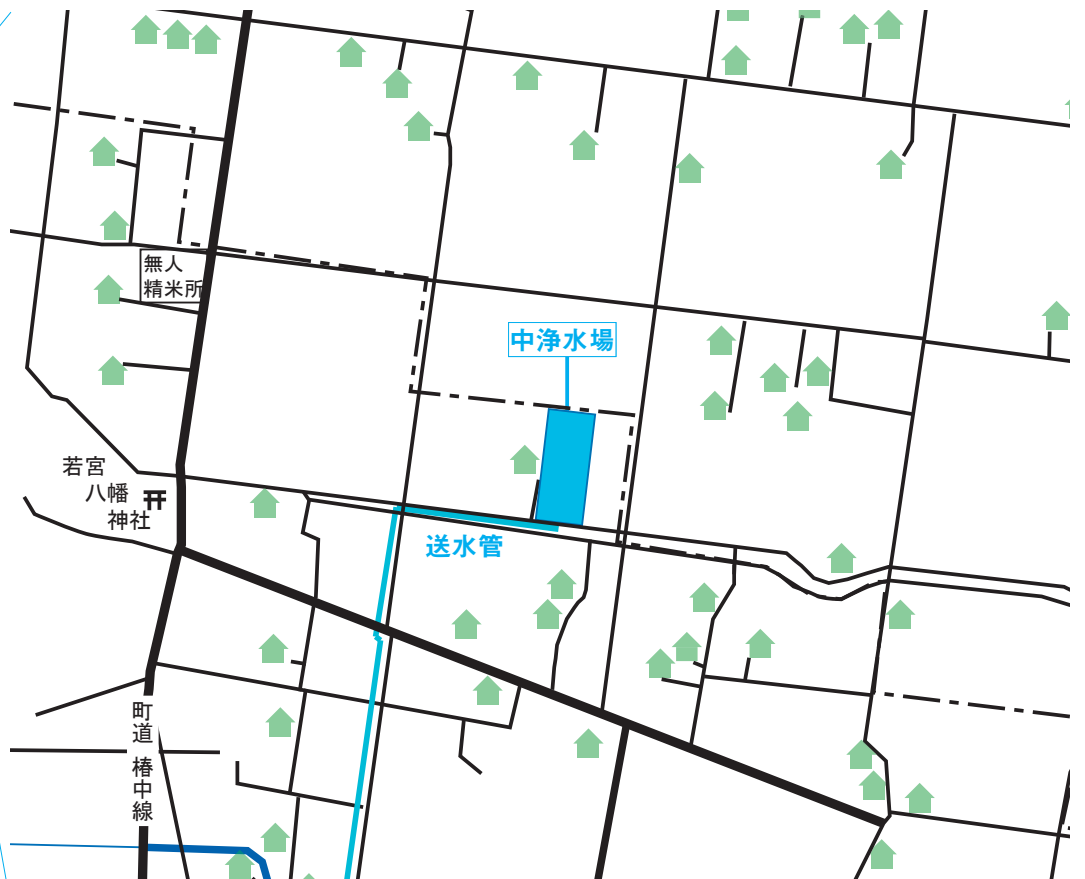 無人
精米所
中浄水場
若宮
八幡
神社
送水管
町道 椿中線